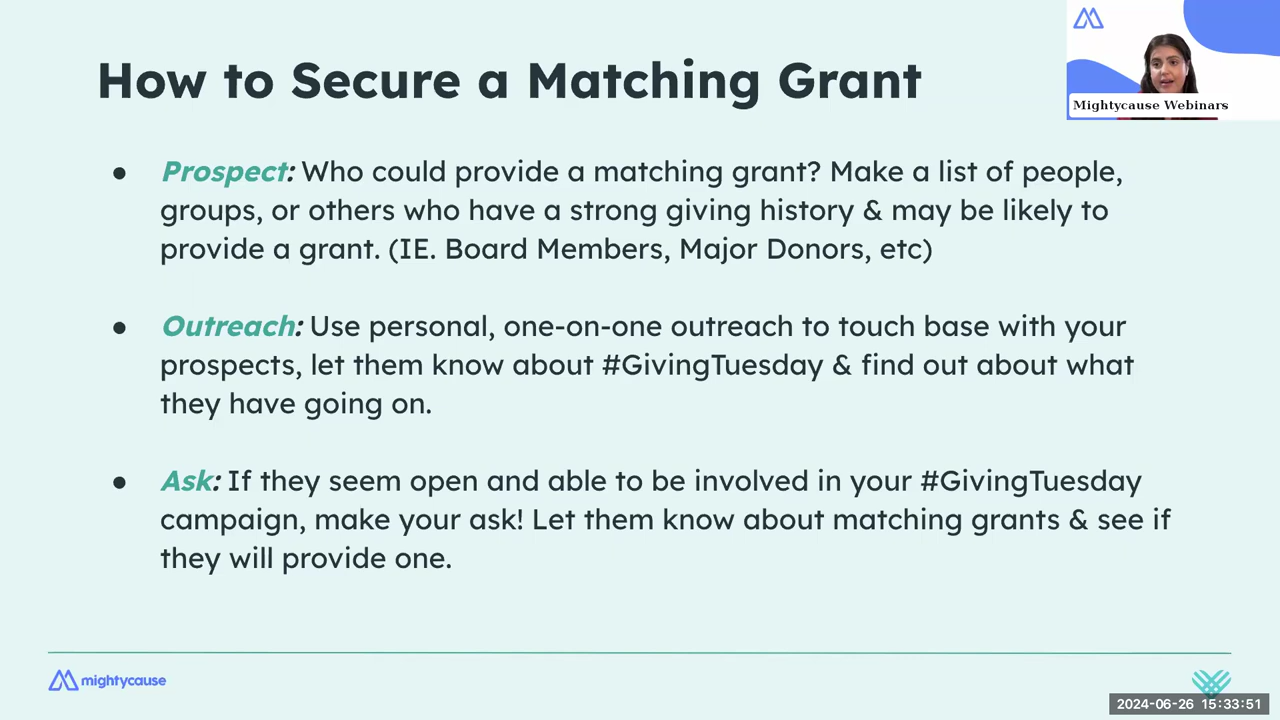 How to Secure a Matching Grant
Mightycause Webinars
● Prospect: Who could provide a matching grant? Make a list of people,
groups, or others who have a strong giving history & may be likely to
provide a grant. (IE. Board Members, Major Donors, etc)
● Outreach: Use personal, one-on-one outreach to touch base with your
prospects, let them know about #GivingTuesday & find out about what
they have going on.
● Ask: If they seem open and able to be involved in your #GivingTuesday
campaign, make your ask! Let them know about matching grants & see if
they will provide one.
mightycause
2024-06-26 15:33:51